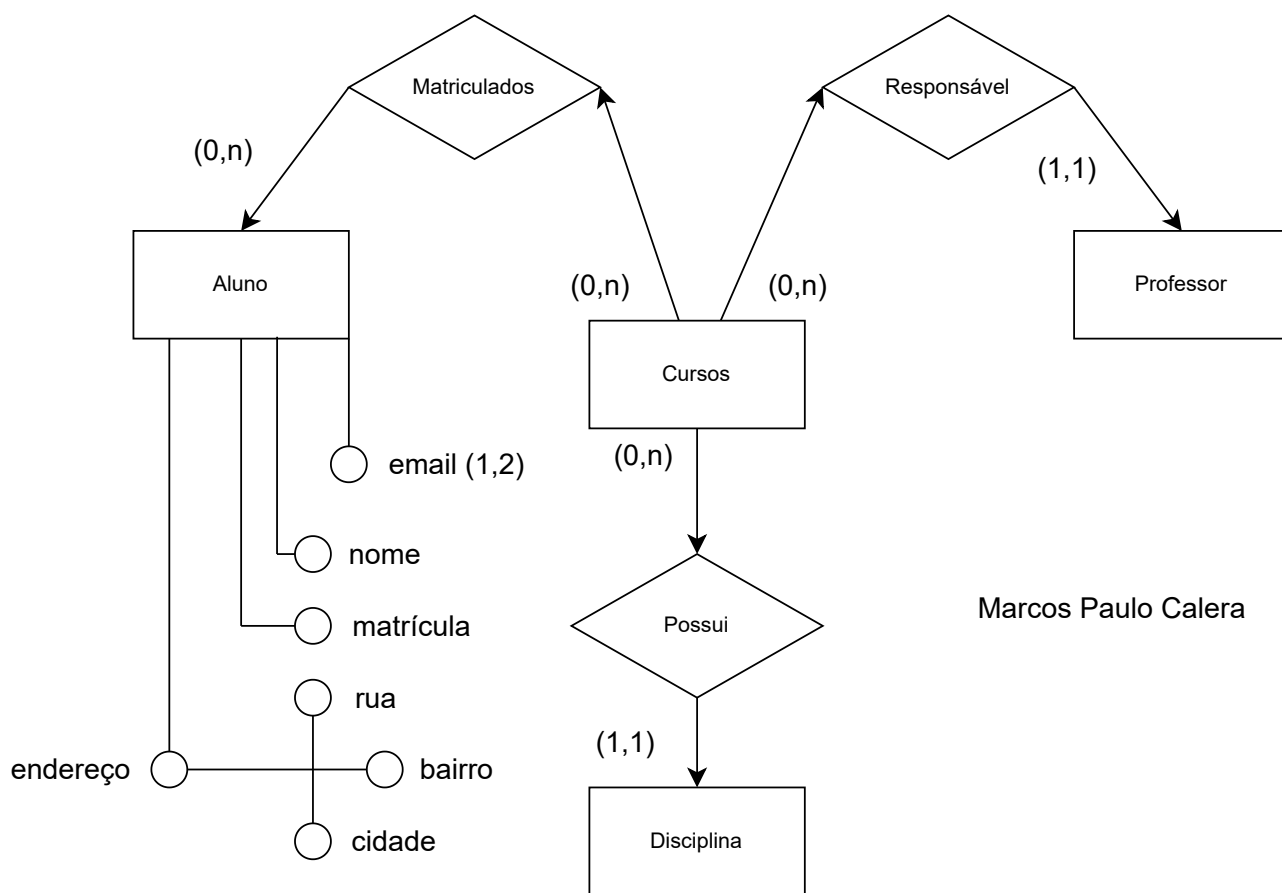 Matriculados
Responsável
(0,n)
(1,1)
Aluno
(0,n)
(0,n)
Professor
Cursos
(0,n)
email (1,2)
nome
matrícula
Possui
Marcos Paulo Calera
rua
(1,1)
endereço
bairro
cidade
Disciplina